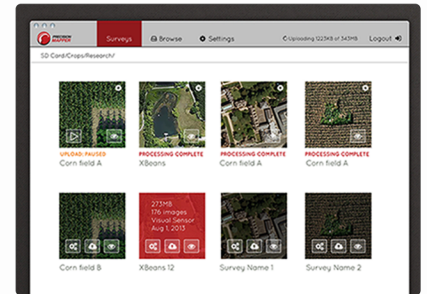 PRECISION
MAPPER
Surveys
Browse
Settings
Uploading 1223KB of 343MB
Logout
SD Card/Crops/Research/
UPLOAD: PAUSED
Corn field A
PROCESSING COMPLETE
XBeans
PROCESSING COMPLETE
Corn field A
PROCESSING COMPLETE
Corn field A
273MB
176 images
Visual Sensor
Aug 1, 2013
Corn field B
XBeans 12
Survey Name 1
Survey Name 2